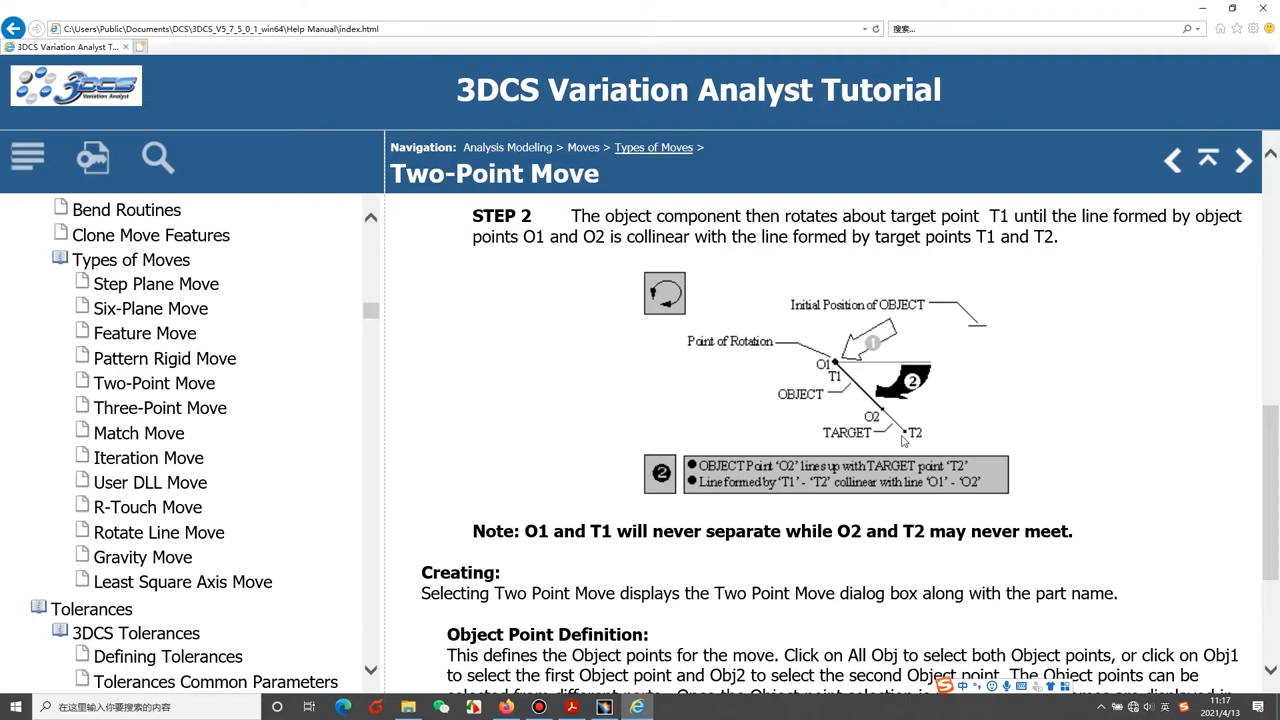 C:\Users\Public\Documents\DCS\3DCS_V5_7_5_0_1_win64\Help Manual\index.html
搜索...
3DCS Variation Analyst T...
3DCS
Variation Analyst
3DCS Variation Analyst Tutorial
Navigation: Analysis Modeling > Moves > Types of Moves >
Two-Point Move
Bend Routines
Clone Move Features
Types of Moves
Step Plane Move
Six-Plane Move
Feature Move
Pattern Rigid Move
Two-Point Move
Three-Point Move
Match Move
Iteration Move
User DLL Move
R-Touch Move
Rotate Line Move
Gravity Move
Least Square Axis Move
Tolerances
3DCS Tolerances
Defining Tolerances
Tolerances Common Parameters
STEP 2 The object component then rotates about target point T1 until the line formed by object
points O1 and O2 is collinear with the line formed by target points T1 and T2.
Initial Position of OBJECT
Point of Rotation
1
O1
T1
2
OBJECT
O2
TARGET
T2
2
OBJECT Point 'O2' lines up with TARGET point 'T2'
Line formed by 'T1' - 'T2' collinear with line 'O1' - 'O2'
Note: O1 and T1 will never separate while O2 and T2 may never meet.
Creating:
Selecting Two Point Move displays the Two Point Move dialog box along with the part name.
Object Point Definition:
This defines the Object points for the move. Click on All Obj to select both Object points, or click on Obj1
to select the first Object point and Obj2 to select the second Object point. The Object points can be
中
在这里输入你要搜索的内容
英
11:17
2021/4/13